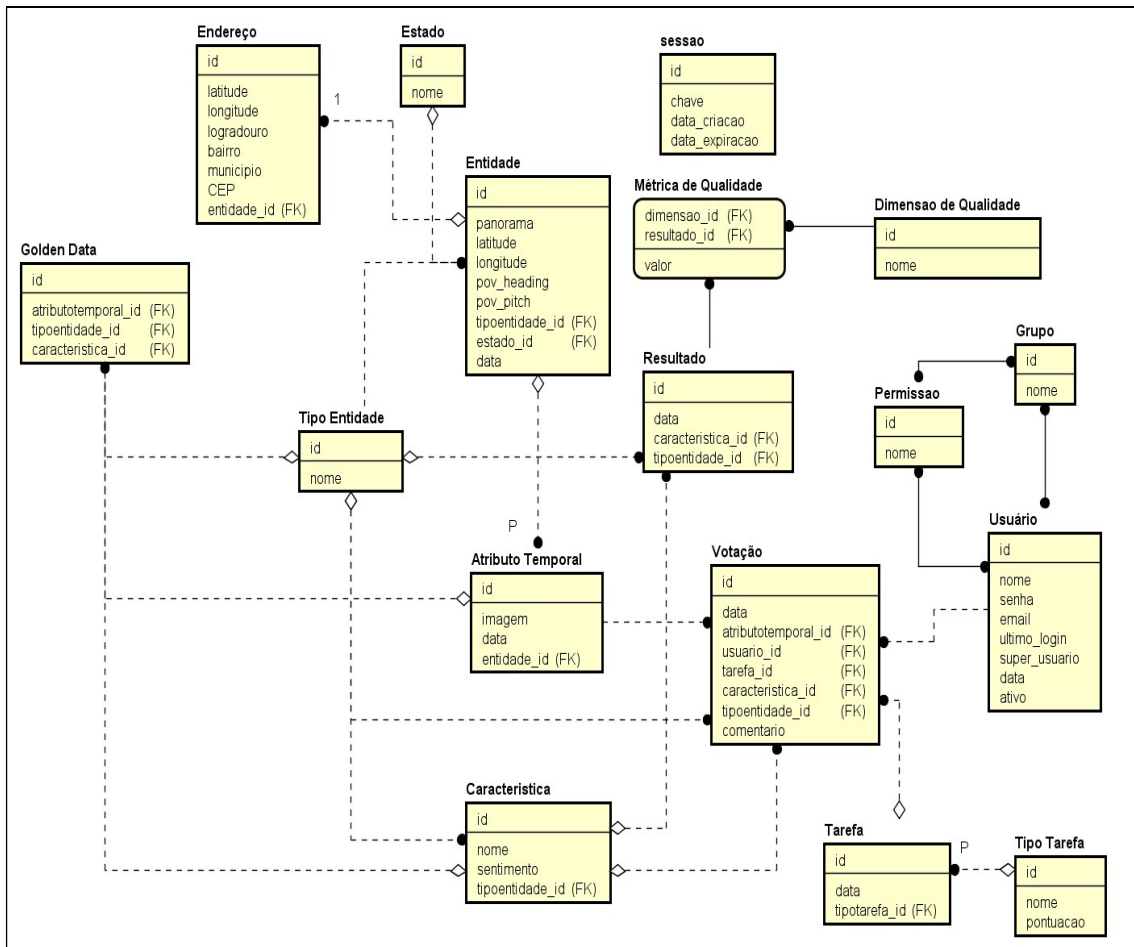 Endereço
id
latitude
longitude
logradouro
bairro
municipio
CEP
entidade_id (FK)
1
Estado
id
nome
sessao
id
chave
data_criacao
data_expiracao
Entidade
id
panorama
latitude
longitude
pov_heading
pov_pitch
tipoentidade_id (FK)
estado_id (FK)
data
Métrica de Qualidade
dimensao_id (FK)
resultado_id (FK)
valor
Dimensao de Qualidade
id
nome
Golden Data
id
atributotemporal_id (FK)
tipoentidade_id (FK)
caracteristica_id (FK)
Grupo
id
nome
Resultado
id
data
caracteristica_id (FK)
tipoentidade_id (FK)
Permissao
id
nome
Tipo Entidade
id
nome
P
Atributo Temporal
id
imagem
data
entidade_id (FK)
Votação
id
data
atributotemporal_id (FK)
usuario_id (FK)
tarefa_id (FK)
caracteristica_id (FK)
tipoentidade_id (FK)
comentario
Usuário
id
nome
senha
email
ultimo_login
super_usuario
data
ativo
Caracteristica
id
nome
sentimento
tipoentidade_id (FK)
Tarefa
id
data
tipotarefa_id (FK)
P
Tipo Tarefa
id
nome
pontuacao